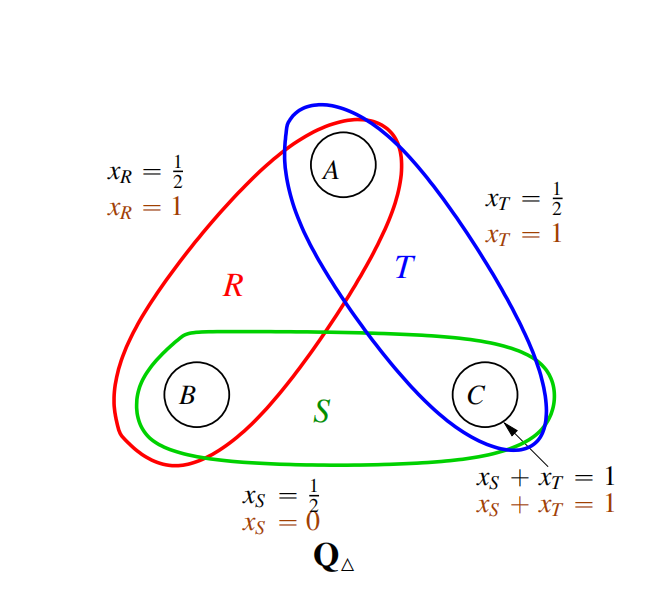 A
x_R = 1/2
x_R = 1
x_T = 1/2
x_T = 1
R
T
B
C
S
x_S + x_T = 1
x_S + x_T = 1
x_S = 1/2
x_S = 0
Q△